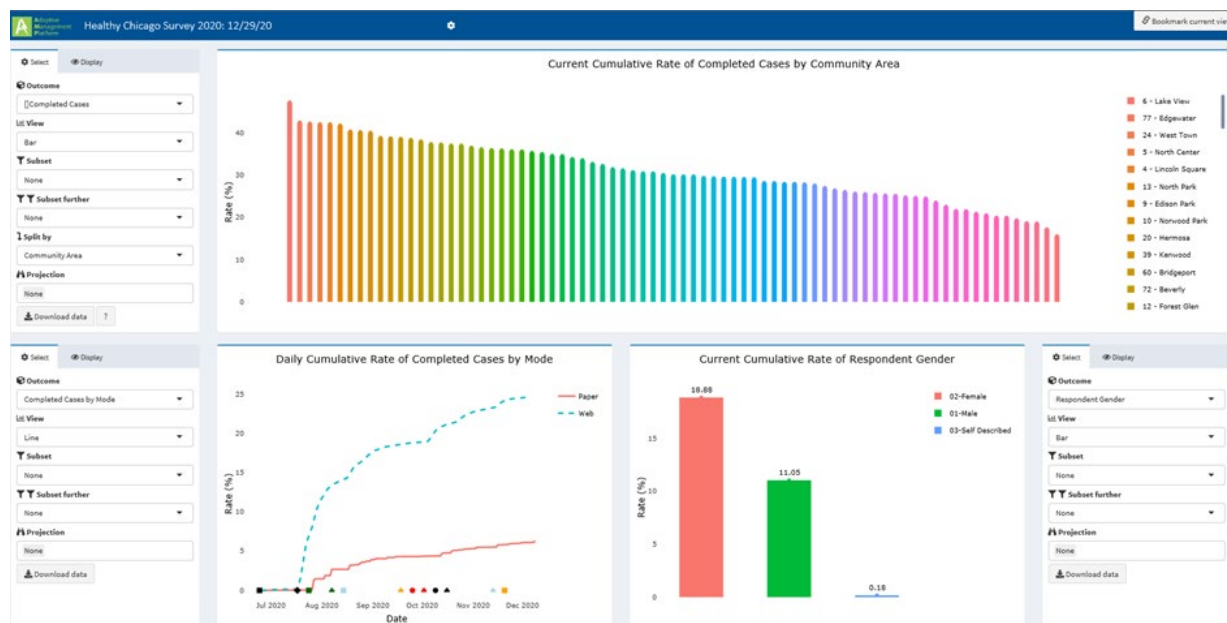 Adaptive
Management
Platform
Healthy Chicago Survey 2020: 12/29/20
Bookmark current view
Select
Display
Outcome
Completed Cases
View
Bar
Subset
None
Subset further
None
Split by
Community Area
Projection
None
Download data
?
Current Cumulative Rate of Completed Cases by Community Area
Rate (%)
40
30
20
10
0
6 - Lake View
77 - Edgewater
24 - West Town
5 - North Center
4 - Lincoln Square
13 - North Park
9 - Edison Park
10 - Norwood Park
20 - Hermosa
39 - Kenwood
60 - Bridgeport
72 - Beverly
12 - Forest Glen
Select
Display
Outcome
Completed Cases by Mode
View
Line
Subset
None
Subset further
None
Projection
None
Download data
Daily Cumulative Rate of Completed Cases by Mode
Rate (%)
25
20
15
10
5
0
Paper
Web
Jul 2020
Aug 2020
Sep 2020
Oct 2020
Nov 2020
Dec 2020
Date
Current Cumulative Rate of Respondent Gender
Rate (%)
15
10
5
0
18.88
11.05
0.18
02-Female
01-Male
03-Self Described
Select
Display
Outcome
Respondent Gender
View
Bar
Subset
None
Subset further
None
Projection
None
Download data